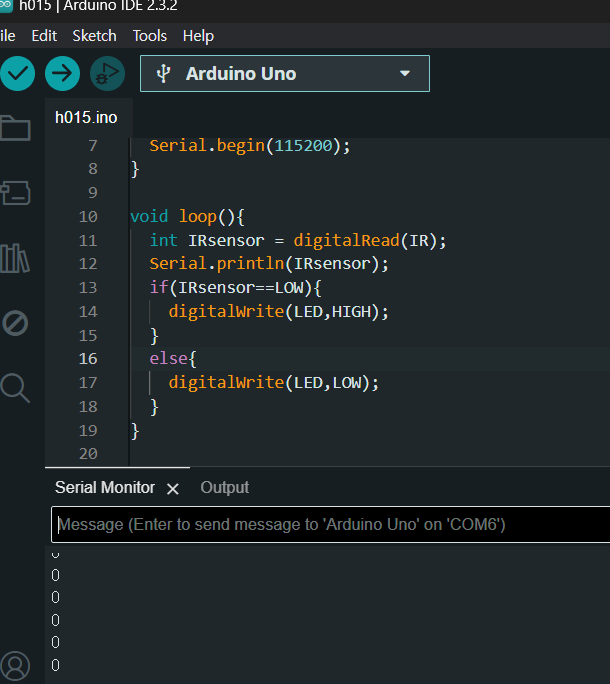 h015 | Arduino IDE 2.3.2
ile Edit Sketch Tools Help
Arduino Uno
h015.ino
7 Serial.begin(115200);
8 }
9
10 void loop(){
11 int IRsensor = digitalRead(IR);
12 Serial.println(IRsensor);
13 if(IRsensor==LOW){
14 digitalWrite(LED,HIGH);
15 }
16 else{
17 digitalWrite(LED,LOW);
18 }
19 }
20
Serial Monitor × Output
Message (Enter to send message to 'Arduino Uno' on 'COM6')
0
0
0
0
0
0